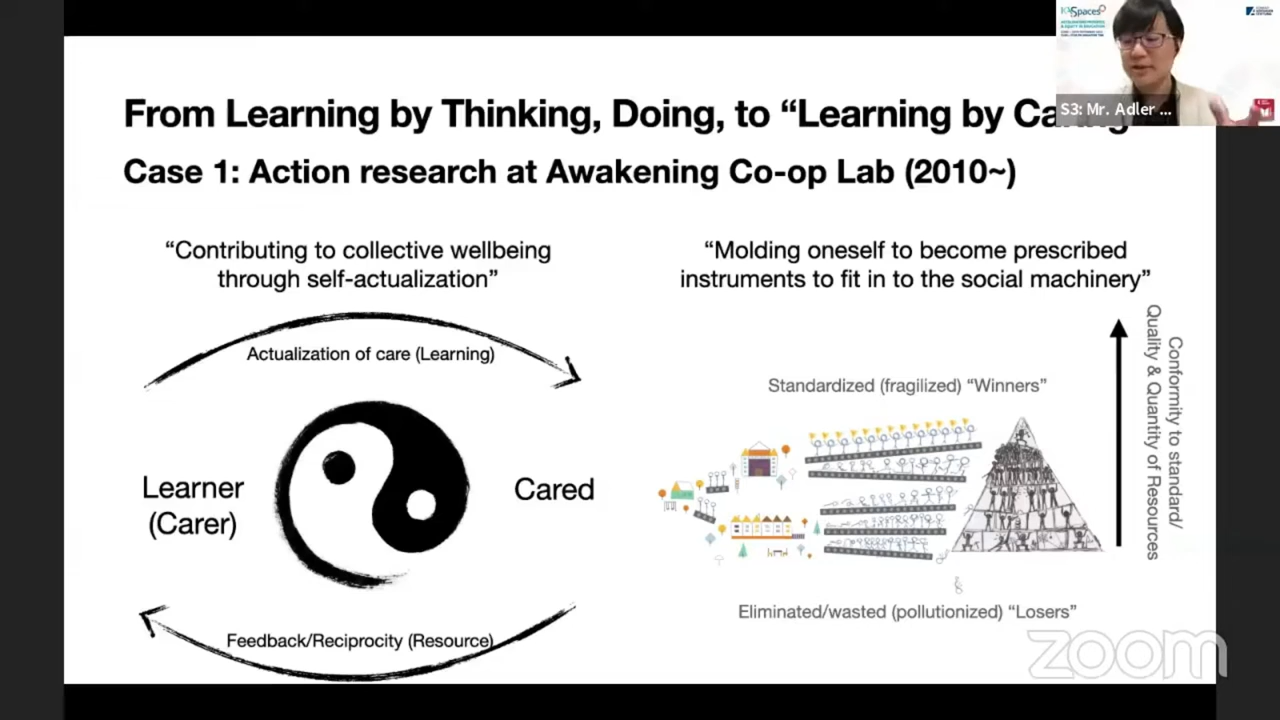 Spaces
From Learning by Thinking, Doing, to “Learning by
S3: Mr. Adler ...
Case 1: Action research at Awakening Co-op Lab (2010~)
“Contributing to collective wellbeing
through self-actualization”
Actualization of care (Learning)
Learner
(Carer)
Cared
Feedback/Reciprocity (Resource)
“Molding oneself to become prescribed
instruments to fit in to the social machinery”
Standardized (fragilized) “Winners”
Conformity to standard/
Quality & Quantity of Resources
Eliminated/wasted (pollutionized) “Losers”
zoom